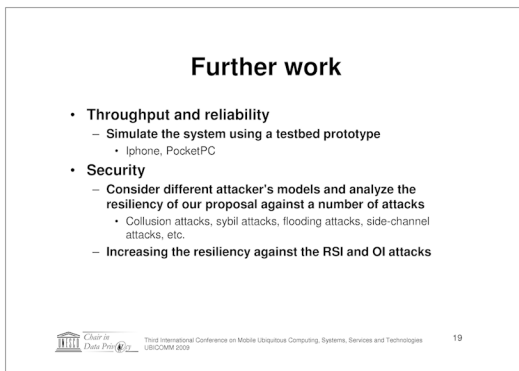 Further work
• Throughput and reliability
– Simulate the system using a testbed prototype
• Iphone, PocketPC
• Security
– Consider different attacker's models and analyze the
resiliency of our proposal against a number of attacks
• Collusion attacks, sybil attacks, flooding attacks, side-channel
attacks, etc.
– Increasing the resiliency against the RSI and OI attacks
UNESCO
Chair in
Data Privacy
Third International Conference on Mobile Ubiquitous Computing, Systems, Services and Technologies
UBICOMM 2009
19